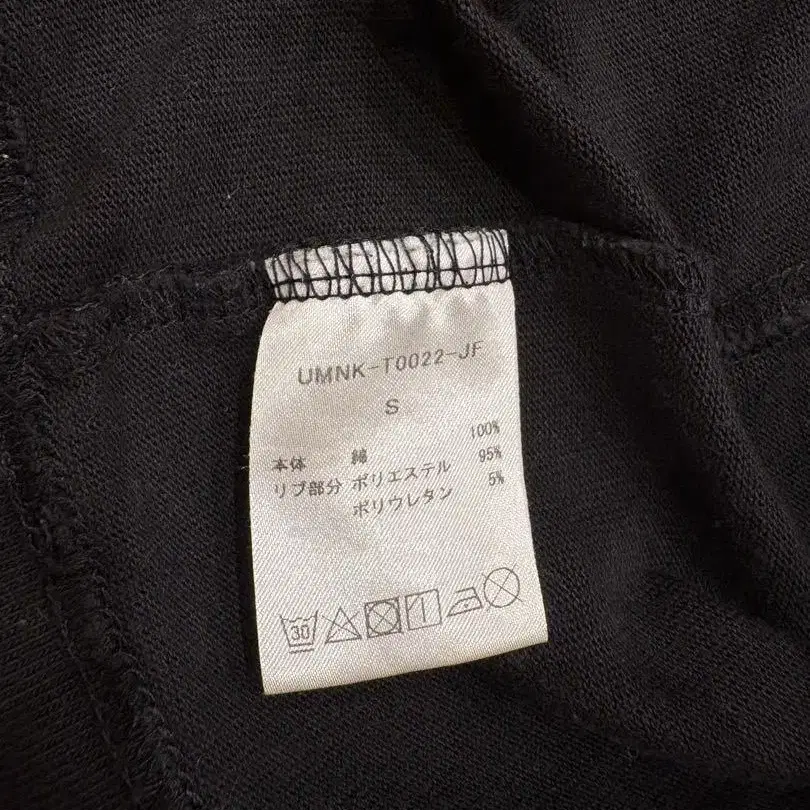 UMNK-T0022-JF
S
本体 綿 100%
リブ部分 ポリエステル 95%
ポリウレタン 5%
30